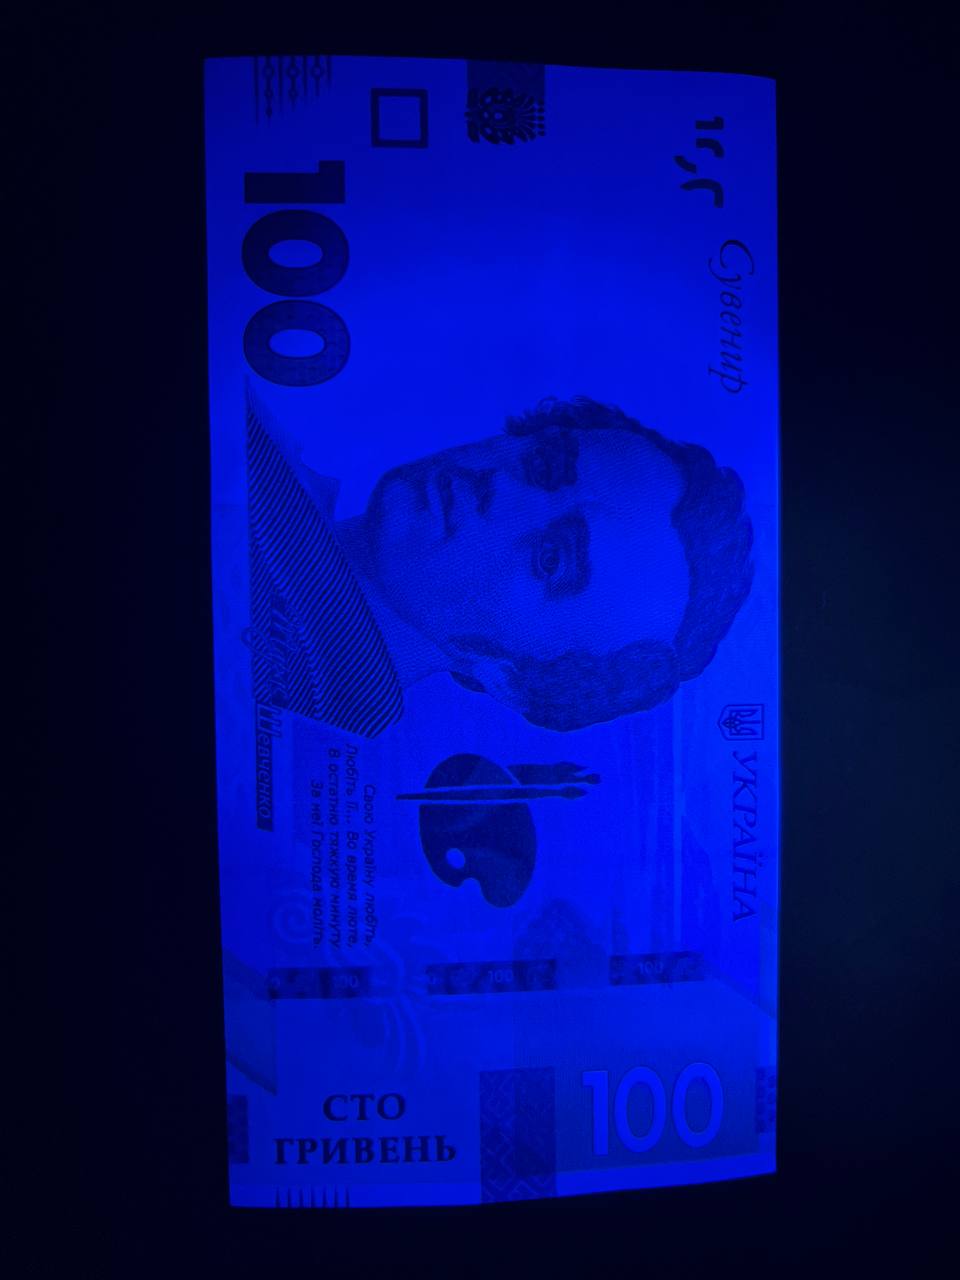 Сувенир
УКРАЇНА
100
Свою Україну любіть,
Любіть її... Во время люте,
В остатню тяжкую минуту
За неї Господа моліть.
Тарас Шевченко
100
100
100
100
СТО
ГРИВЕНЬ